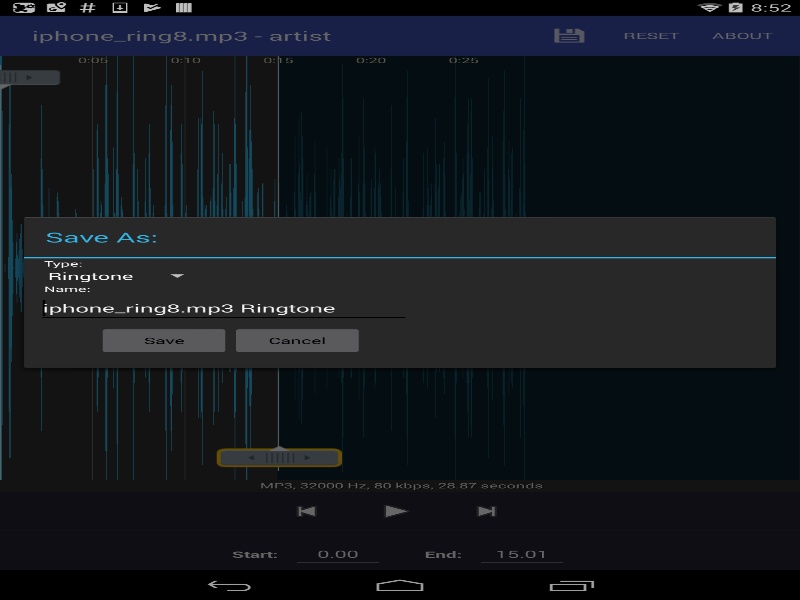 8:52
iphone_ring8.mp3 - artist RESET ABOUT
0:05 0:10 0:15 0:20 0:25
Save As:
Type:
Ringtone
Name:
iphone_ring8.mp3 Ringtone
Save Cancel
MP3, 32000 Hz, 80 kbps, 28.87 seconds
Start: 0.00 End: 15.01